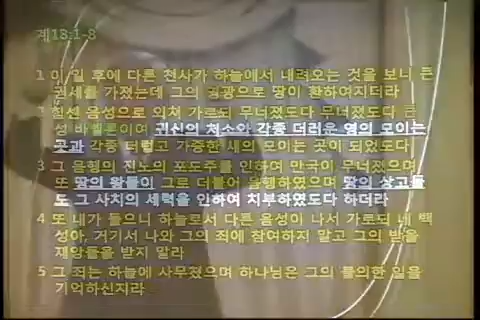 계18:1-8
1 이 일 후에 다른 천사가 하늘에서 내려오는 것을 보니 큰
권세를 가졌는데 그의 영광으로 땅이 환하여지더라
2 힘센 음성으로 외쳐 가로되 무너졌도다 무너졌도다 큰
성 바벨론이여 귀신의 처소와 각종 더러운 영의 모이는
곳과 각종 더럽고 가증한 새의 모이는 곳이 되었도다
3 그 음행의 진노의 포도주를 인하여 만국이 무너졌으며
또 땅의 왕들이 그로 더불어 음행하였으며 땅의 상고들
도 그 사치의 세력을 인하여 치부하였도다 하더라
4 또 내가 들으니 하늘로서 다른 음성이 나서 가로되 내 백
성아, 거기서 나와 그의 죄에 참여하지 말고 그의 받을
재앙들을 받지 말라
5 그 죄는 하늘에 사무쳤으며 하나님은 그의 불의한 일을
기억하신지라